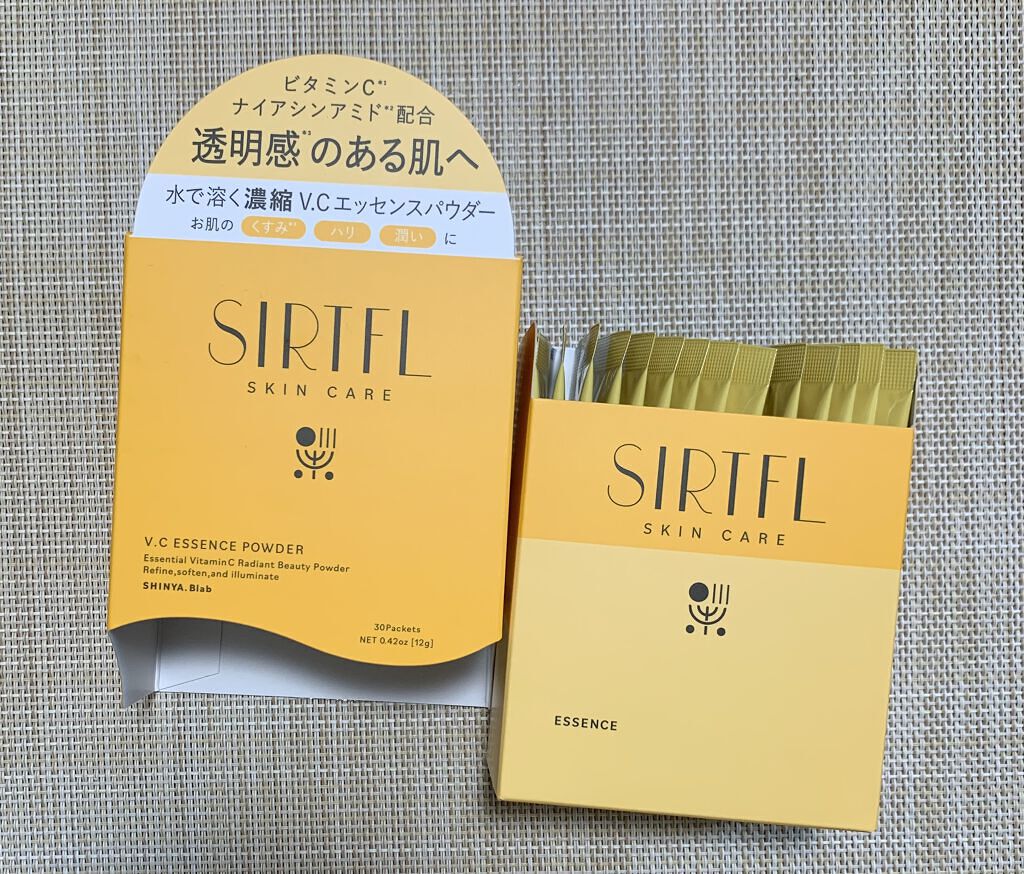 ビタミンC*1
ナイアシンアミド*2配合
透明感*3のある肌へ
水で溶く濃縮 V.Cエッセンスパウダー
お肌の くすみ*1 ハリ 潤い に
SIRTFL
SKIN CARE
V.C ESSENCE POWDER
Essential VitaminC Radiant Beauty Powder
Refine,soften,and illuminate
SHINYA.Blab
30Packets
NET 0.42oz [12g]
SIRTFL
SKIN CARE
ESSENCE